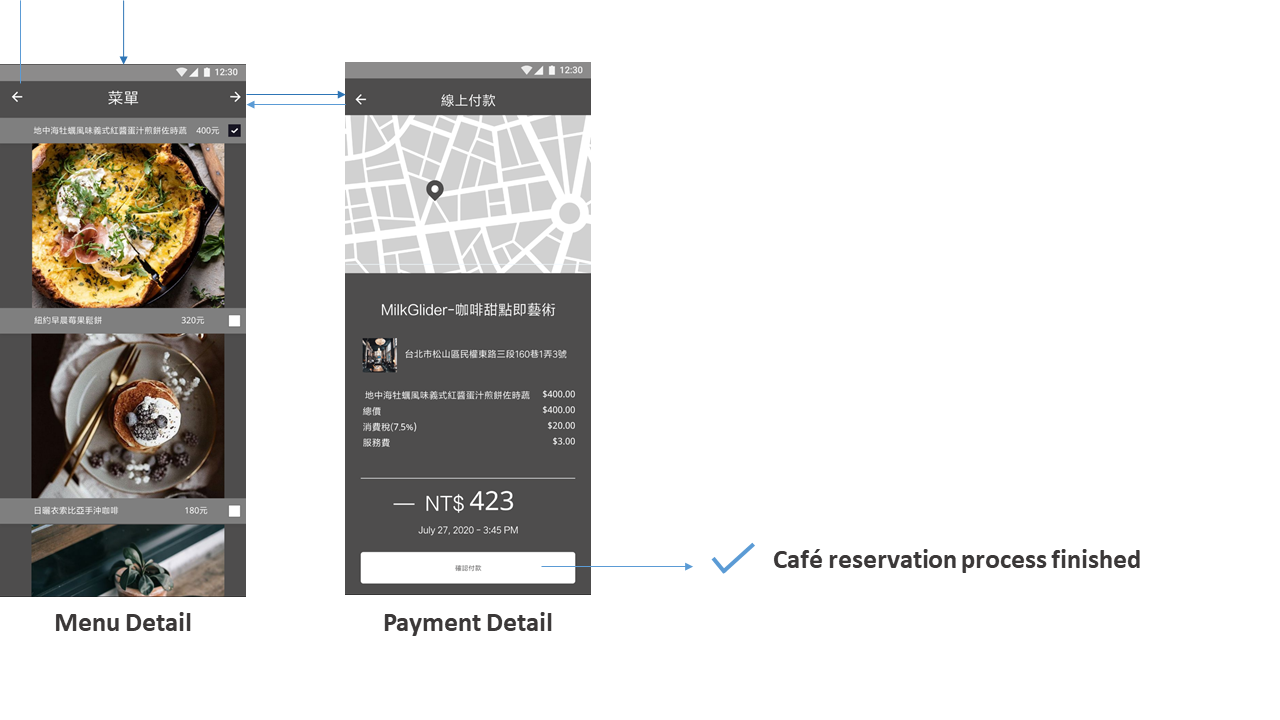 12:30
菜單
地中海牡蠣風味義式紅醬蛋汁煎餅佐時蔬 400元
紐約早晨莓果鬆餅 320元
日曬衣索比亞手沖咖啡 180元
Menu Detail
12:30
線上付款
MilkGlider-咖啡甜點即藝術
台北市松山區民權東路三段160巷1弄3號
地中海牡蠣風味義式紅醬蛋汁煎餅佐時蔬 $400.00
總價 $400.00
消費稅(7.5%) $20.00
服務費 $3.00
— NT$ 423
July 27, 2020 - 3:45 PM
確認付款
Payment Detail
Café reservation process finished